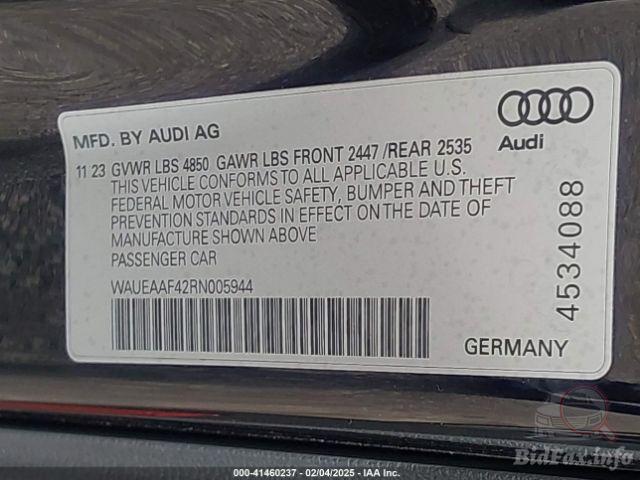 MFD. BY AUDI AG
Audi
11 23 GVWR LBS 4850 GAWR LBS FRONT 2447 /REAR 2535
THIS VEHICLE CONFORMS TO ALL APPLICABLE U.S.
FEDERAL MOTOR VEHICLE SAFETY, BUMPER AND THEFT
PREVENTION STANDARDS IN EFFECT ON THE DATE OF
MANUFACTURE SHOWN ABOVE
PASSENGER CAR
WAUEAAF42RN005944
4534088
GERMANY
BidFax.info
000-41460237 - 02/04/2025 - IAA Inc.